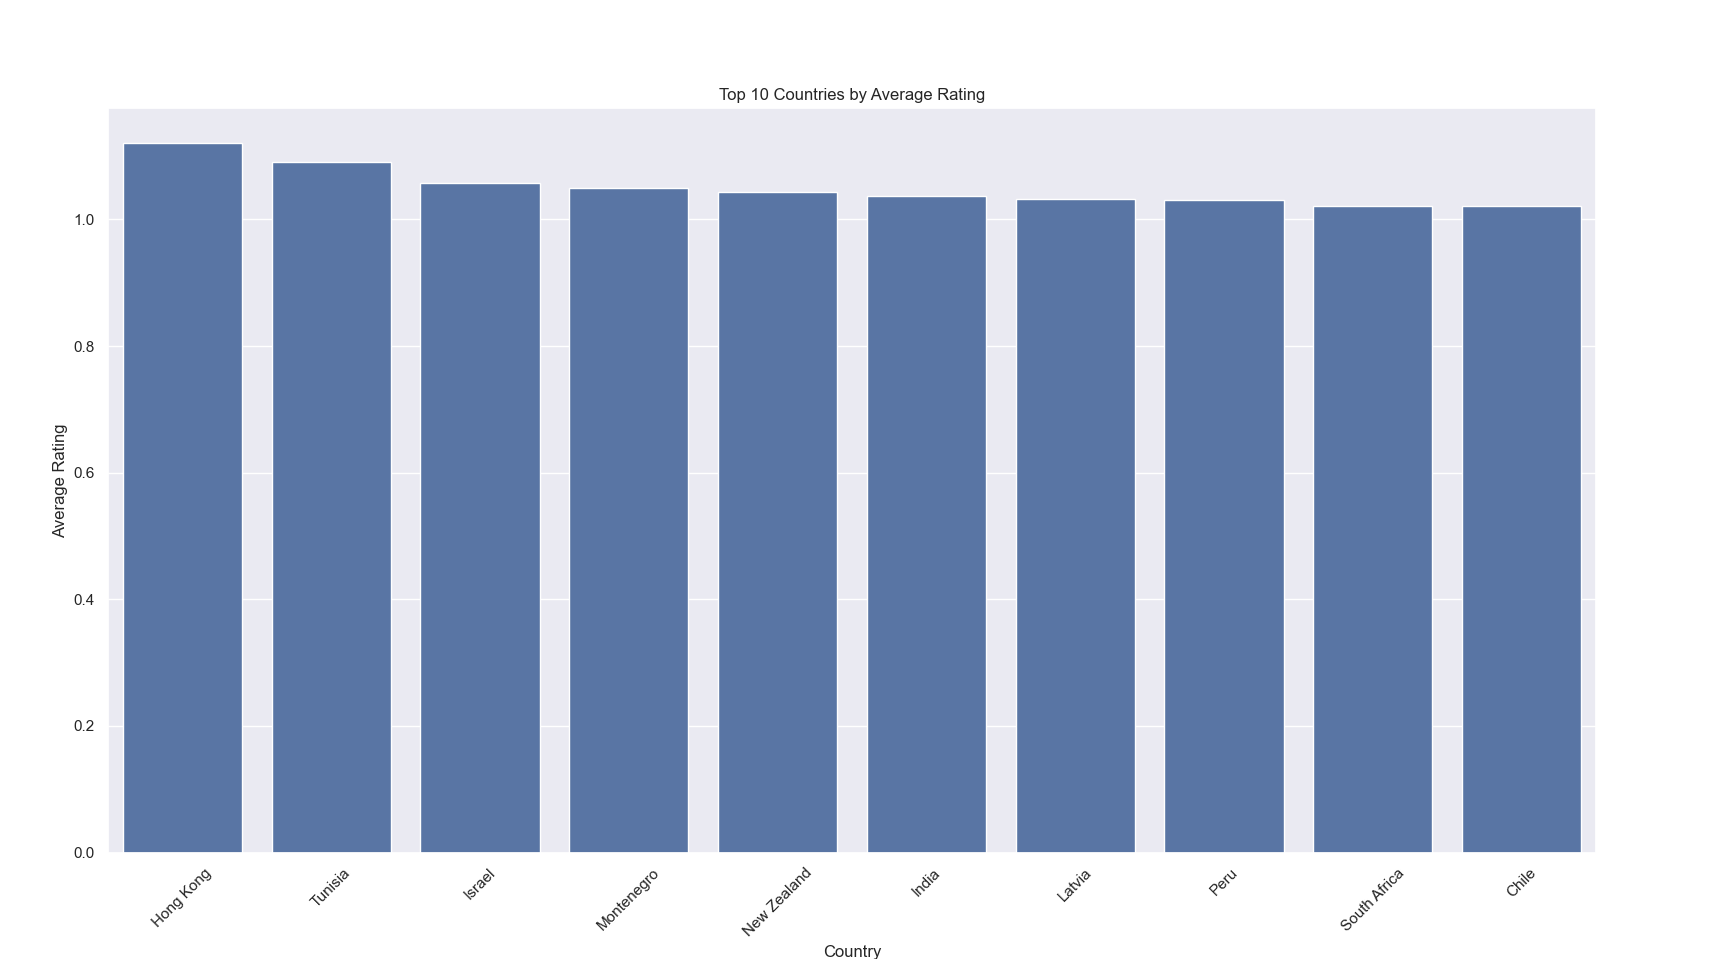 Top 10 Countries by Average Rating
Average Rating
1.0
0.8
0.6
0.4
0.2
0.0
Hong Kong
Tunisia
Israel
Montenegro
New Zealand
India
Latvia
Peru
South Africa
Chile
Country